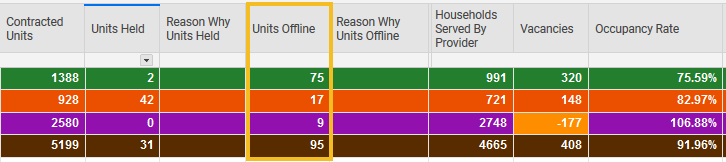 Contracted Units Units Held Reason Why Units Held Units Offline Reason Why Units Offline Households Served By Provider Vacancies Occupancy Rate
1388 2 75 991 320 75.59%
928 42 17 721 148 82.97%
2580 0 9 2748 -177 106.88%
5199 31 95 4665 408 91.96%